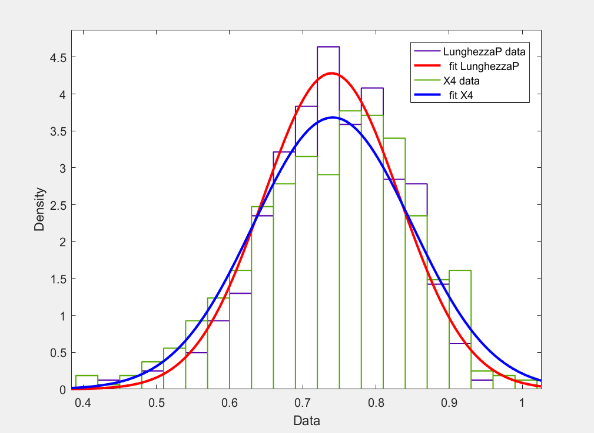 LunghezzaP data
fit LunghezzaP
X4 data
fit X4
4.5
4
3.5
3
2.5
2
1.5
1
0.5
0
Density
0.4 0.5 0.6 0.7 0.8 0.9 1
Data